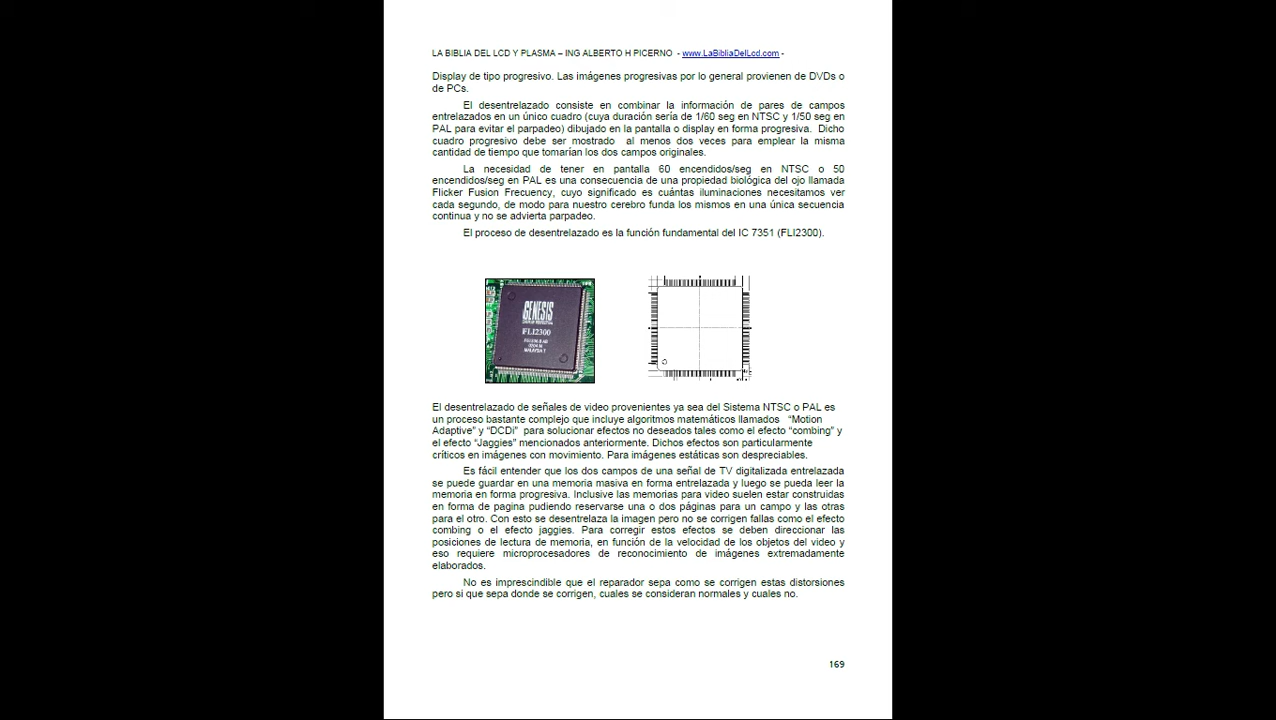 LA BIBLIA DEL LCD Y PLASMA – ING ALBERTO H PICERNO - www.LaBibliaDelLcd.com -
Display de tipo progresivo. Las imágenes progresivas por lo general provienen de DVDs o
de PCs.
El desentrelazado consiste en combinar la información de pares de campos
entrelazados en un único cuadro (cuya duración sería de 1/60 seg en NTSC y 1/50 seg en
PAL para evitar el parpadeo) dibujado en la pantalla o display en forma progresiva. Dicho
cuadro progresivo debe ser mostrado al menos dos veces para emplear la misma
cantidad de tiempo que tomarían los dos campos originales.
La necesidad de tener en pantalla 60 encendidos/seg en NTSC o 50
encendidos/seg en PAL es una consecuencia de una propiedad biológica del ojo llamada
Flicker Fusion Frecuency, cuyo significado es cuántas iluminaciones necesitamos ver
cada segundo, de modo para nuestro cerebro funda los mismos en una única secuencia
continua y no se advierta parpadeo.
El proceso de desentrelazado es la función fundamental del IC 7351 (FLI2300).
GENESIS
FLI2300
El desentrelazado de señales de video provenientes ya sea del Sistema NTSC o PAL es
un proceso bastante complejo que incluye algoritmos matemáticos llamados “Motion
Adaptive” y “DCDi” para solucionar efectos no deseados tales como el efecto “combing” y
el efecto “Jaggies” mencionados anteriormente. Dichos efectos son particularmente
críticos en imágenes con movimiento. Para imágenes estáticas son despreciables.
Es fácil entender que los dos campos de una señal de TV digitalizada entrelazada
se puede guardar en una memoria masiva en forma entrelazada y luego se pueda leer la
memoria en forma progresiva. Inclusive las memorias para video suelen estar construidas
en forma de pagina pudiendo reservarse una o dos páginas para un campo y las otras
para el otro. Con esto se desentrelaza la imagen pero no se corrigen fallas como el efecto
combing o el efecto jaggies. Para corregir estos efectos se deben direccionar las
posiciones de lectura de memoria, en función de la velocidad de los objetos del video y
eso requiere microprocesadores de reconocimiento de imágenes extremadamente
elaborados.
No es imprescindible que el reparador sepa como se corrigen estas distorsiones
pero si que sepa donde se corrigen, cuales se consideran normales y cuales no.
169